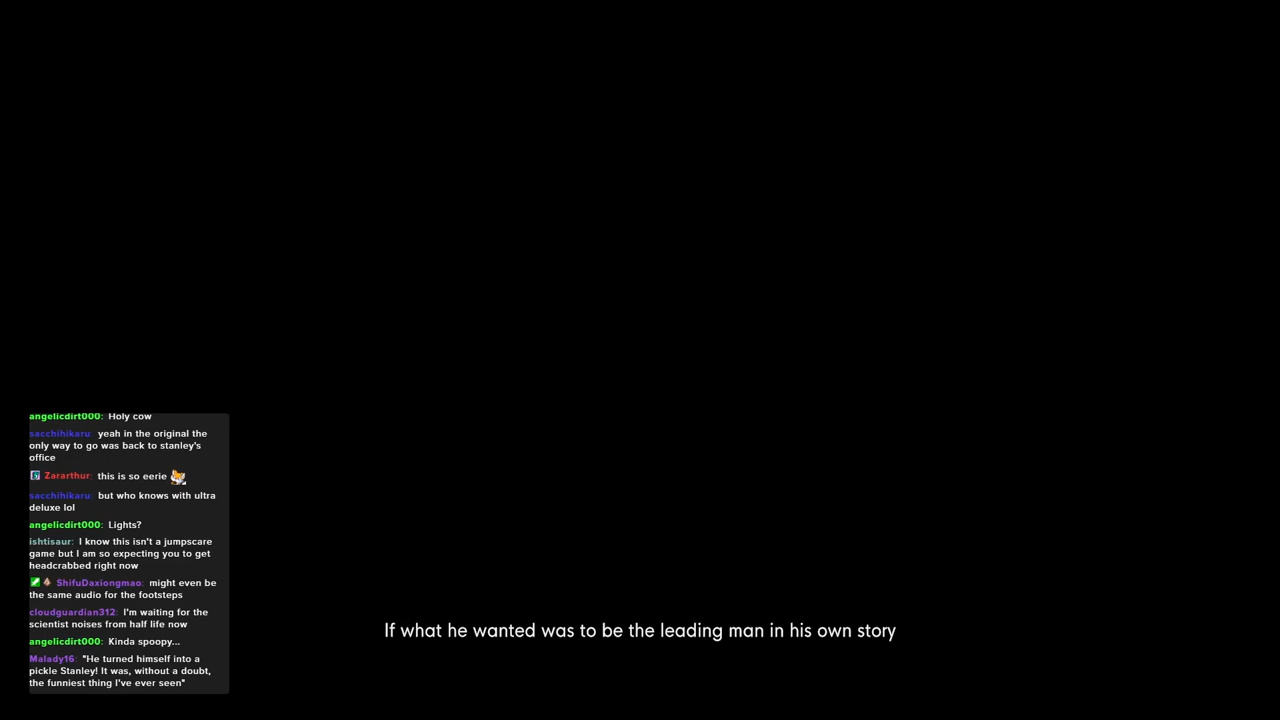 angelicdirt000: Holy cow
sacchihikaru: yeah in the original the
only way to go was back to stanley's
office
Zararthur: this is so eerie
sacchihikaru: but who knows with ultra
deluxe lol
angelicdirt000: Lights?
ishtisaur: I know this isn't a jumpscare
game but I am so expecting you to get
headcrabbed right now
ShifuDaxiongmao: might even be
the same audio for the footsteps
cloudguardian312: I'm waiting for the
scientist noises from half life now
angelicdirt000: Kinda spoopy...
Malady16: "He turned himself into a
pickle Stanley! It was, without a doubt,
the funniest thing I've ever seen"
If what he wanted was to be the leading man in his own story